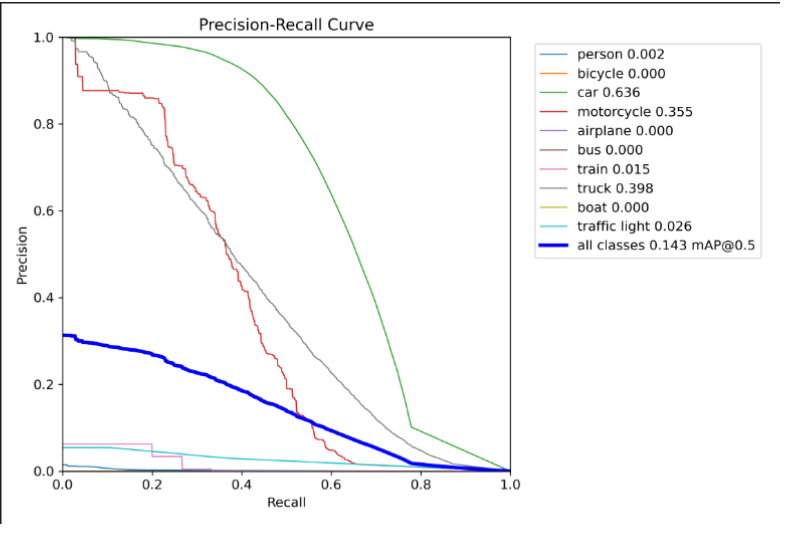 Precision-Recall Curve
1.0
0.8
0.6
0.4
0.2
0.0
Precision
0.0 0.2 0.4 0.6 0.8 1.0
Recall
person 0.002
bicycle 0.000
car 0.636
motorcycle 0.355
airplane 0.000
bus 0.000
train 0.015
truck 0.398
boat 0.000
traffic light 0.026
all classes 0.143 mAP@0.5